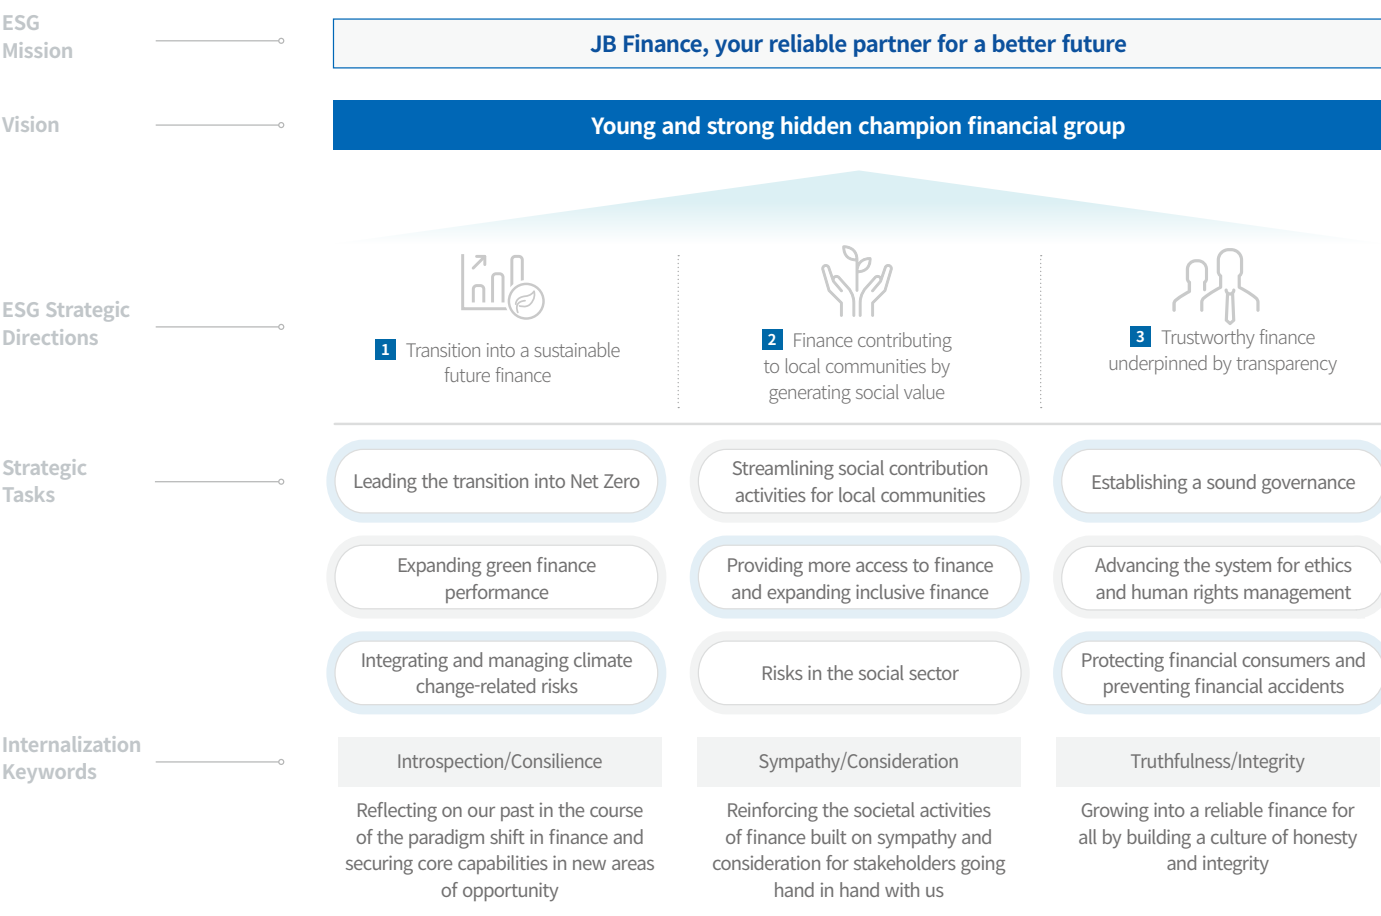 ESG
Mission
JB Finance, your reliable partner for a better future
Vision
Young and strong hidden champion financial group
ESG Strategic
Directions
1 Transition into a sustainable
future finance
2 Finance contributing
to local communities by
generating social value
3 Trustworthy finance
underpinned by transparency
Strategic
Tasks
Leading the transition into Net Zero
Streamlining social contribution
activities for local communities
Establishing a sound governance
Expanding green finance
performance
Providing more access to finance
and expanding inclusive finance
Advancing the system for ethics
and human rights management
Integrating and managing climate
change-related risks
Risks in the social sector
Protecting financial consumers and
preventing financial accidents
Internalization
Keywords
Introspection/Consilience
Sympathy/Consideration
Truthfulness/Integrity
Reflecting on our past in the course
of the paradigm shift in finance and
securing core capabilities in new areas
of opportunity
Reinforcing the societal activities
of finance built on sympathy and
consideration for stakeholders going
hand in hand with us
Growing into a reliable finance for
all by building a culture of honesty
and integrity